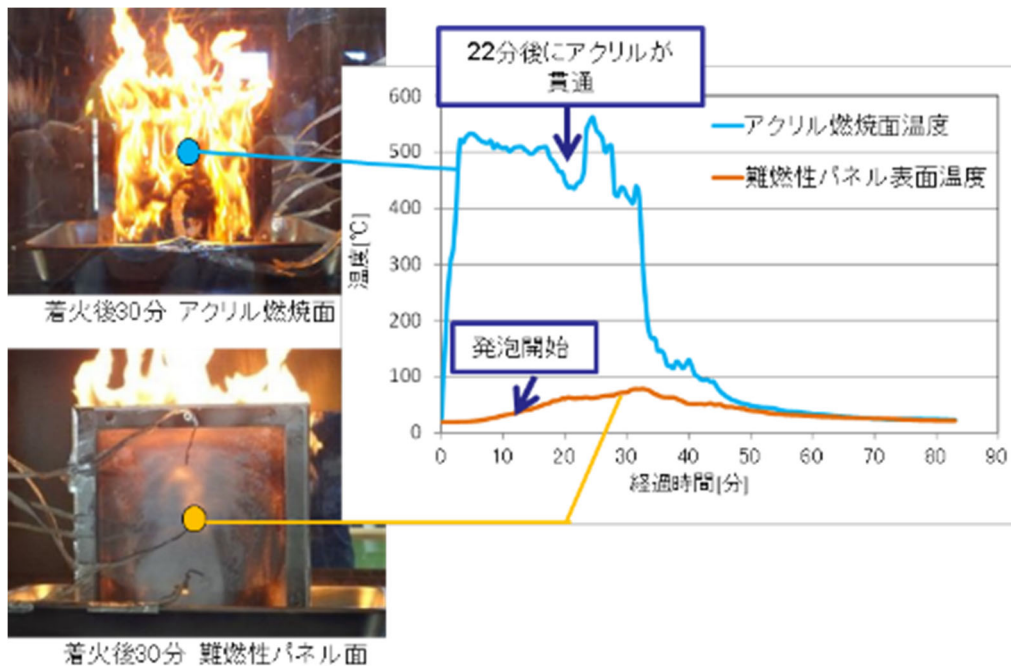 22分後にアクリルが
貫通
600
500
400
300
200
100
0
温度[℃]
アクリル燃焼面温度
難燃性パネル表面温度
発泡開始
0 10 20 30 40 50 60 70 80 90
経過時間[分]
着火後30分 アクリル燃焼面
着火後30分 難燃性パネル面